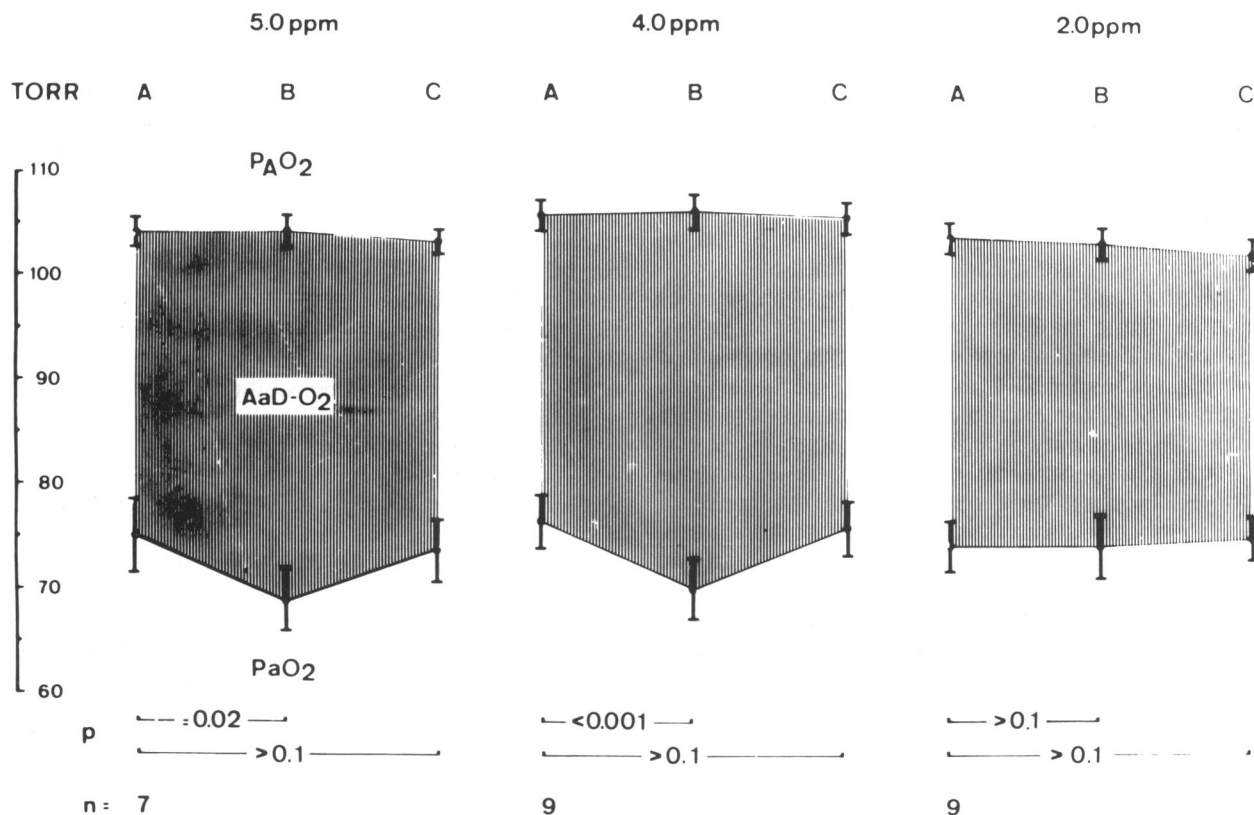 5.0 ppm 4.0 ppm 2.0 ppm
TORR A B C A B C A B C
PAO2
110
100
90
AaD-O2
80
70
PaO2
60
p =0.02 <0.001 >0.1
>0.1 >0.1 >0.1
n = 7 9 9